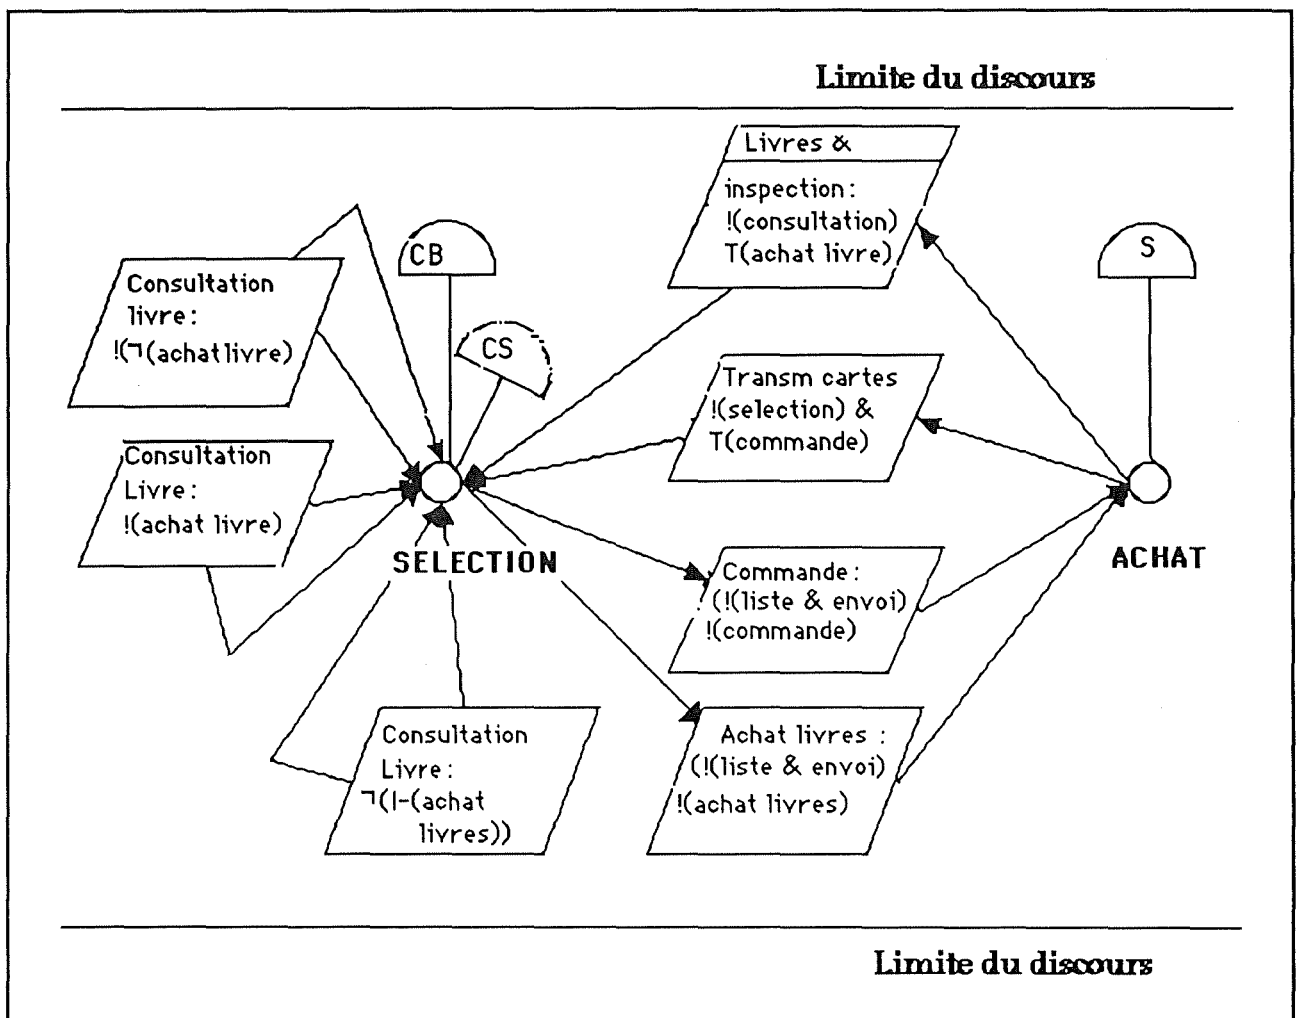 Limite du discours
Livres &
inspection:
!(consultation)
T(achat livre)
CB
S
Consultation
livre:
!(¬(achat livre)
CS
Transm cartes
!(selection) &
T(commande)
Consultation
Livre:
!(achat livre)
SELECTION
ACHAT
Commande:
(!(liste & envoi)
!(commande)
Consultation
Livre:
¬(|-(achat
livres))
Achat livres :
(!(liste & envoi)
!(achat livres)
Limite du discours